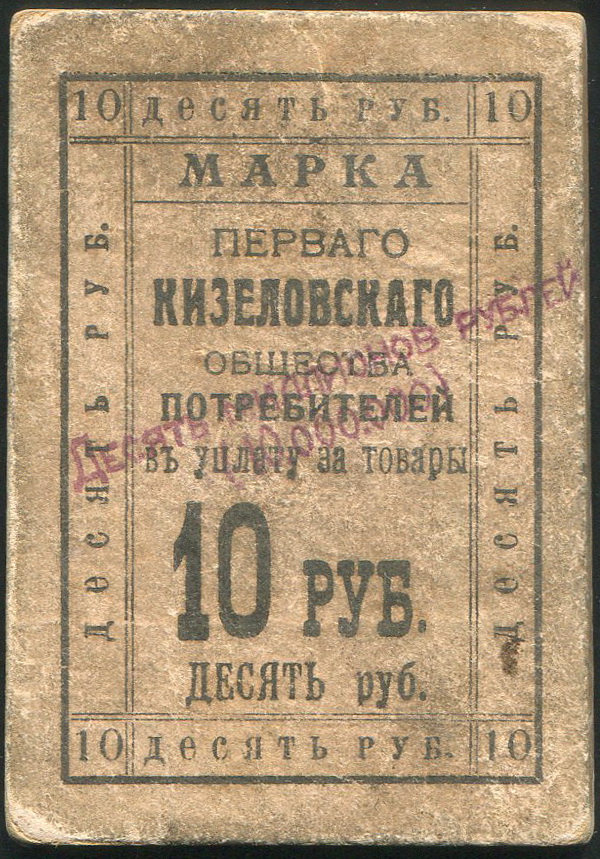 10 ДЕСЯТЬ РУБ. 10
МАРКА
ПЕРВАГО
КИЗЕЛОВСКАГО
ОБЩЕСТВА
ПОТРЕБИТЕЛЕЙ
въ уплату за товары
10 РУБ.
ДЕСЯТЬ руб.
10 ДЕСЯТЬ РУБ. 10
ДЕСЯТЬ РУБ.
ДЕСЯТЬ РУБ.
ДЕСЯТЬ МИЛЛИОНОВ РУБЛЕЙ
(10.000.000)